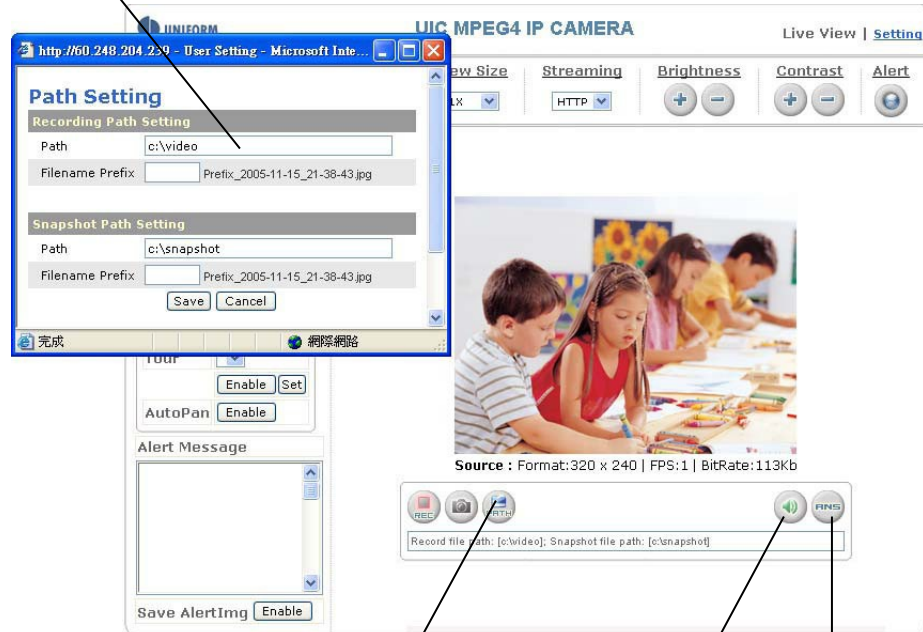 UNIFORM
UIC MPEG4 IP CAMERA
Live View | Setting
http://60.248.204.239 - User Setting - Microsoft Inte...
ew Size
Streaming
Brightness
Contrast
Alert
1X
HTTP
Path Setting
Recording Path Setting
Path
c:\video
Filename Prefix
Prefix_2005-11-15_21-38-43.jpg
Snapshot Path Setting
Path
c:\snapshot
Filename Prefix
Prefix_2005-11-15_21-38-43.jpg
Save Cancel
完成
網際網路
Tour
Enable Set
AutoPan Enable
Alert Message
Source : Format:320 x 240 | FPS:1 | BitRate:113Kb
REC
PATH
ANS
Record file path: [c:\video]; Snapshot file path: [c:\snapshot]
Save AlertImg Enable